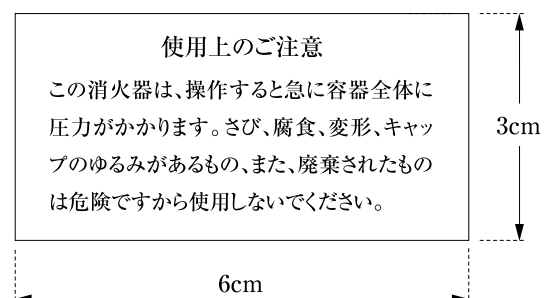 使用上のご注意
この消火器は、操作すると急に容器全体に
圧力がかかります。さび、腐食、変形、キャッ
プのゆるみがあるもの、また、廃棄されたもの
は危険ですから使用しないでください。
3cm
6cm